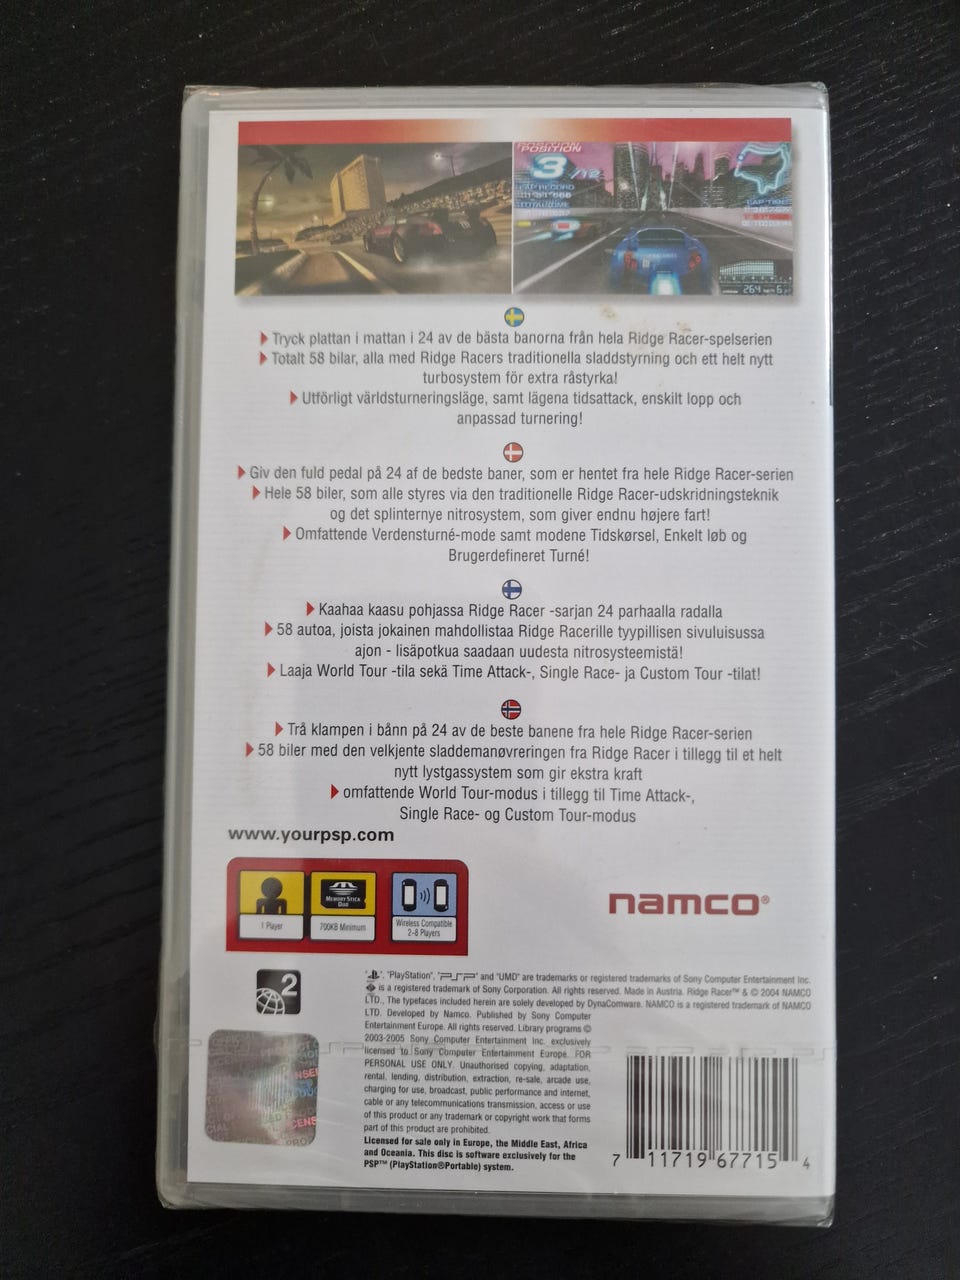 POSITION
3/12
LAP RECORD
TOTAL TIME
LAP TIME
264
6
Tryck plattan i mattan i 24 av de bästa banorna från hela Ridge Racer-spelserien
Totalt 58 bilar, alla med Ridge Racers traditionella sladdstyrning och ett helt nytt
turbosystem för extra råstyrka!
Utförligt världsturneringsläge, samt lägena tidsattack, enskilt lopp och
anpassad turnering!
Giv den fuld pedal på 24 af de bedste baner, som er hentet fra hele Ridge Racer-serien
Hele 58 biler, som alle styres via den traditionelle Ridge Racer-udskridningsteknik
og det splinternye nitrosystem, som giver endnu højere fart!
Omfattende Verdensturné-mode samt modene Tidskørsel, Enkelt løb og
Brugerdefineret Turné!
Kaahaa kaasu pohjassa Ridge Racer -sarjan 24 parhaalla radalla
58 autoa, joista jokainen mahdollistaa Ridge Racerille tyypillisen sivuluisussa
ajon - lisäpotkua saadaan uudesta nitrosysteemistä!
Laaja World Tour -tila sekä Time Attack-, Single Race- ja Custom Tour -tilat!
Trå klampen i bånn på 24 av de beste banene fra hele Ridge Racer-serien
58 biler med den velkjente sladdemanøvreringen fra Ridge Racer i tillegg til et helt
nytt lystgassystem som gir ekstra kraft
omfattende World Tour-modus i tillegg til Time Attack-,
Single Race- og Custom Tour-modus
www.yourpsp.com
MEMORY STICK
DUO
1 Player
700KB Minimum
Wireless Compatible
2-8 Players
namco®
2
"PlayStation", "PSP" and "UMD" are trademarks or registered trademarks of Sony Computer Entertainment Inc.
is a registered trademark of Sony Corporation. All rights reserved. Made in Austria. Ridge Racer™ & © 2004 NAMCO
LTD., The typefaces included herein are solely developed by DynaComware. NAMCO is a registered trademark of NAMCO
LTD. Developed by Namco. Published by Sony Computer
Entertainment Europe. All rights reserved. Library programs ©
2003-2005 Sony Computer Entertainment Inc. exclusively
licensed to Sony Computer Entertainment Europe. FOR
PERSONAL USE ONLY. Unauthorised copying, adaptation,
rental, lending, distribution, extraction, re-sale, arcade use,
charging for use, broadcast, public performance and internet,
cable or any telecommunications transmission, access or use
of this product or any trademark or copyright work that forms
part of this product are prohibited.
Licensed for sale only in Europe, the Middle East, Africa
and Oceania. This disc is software exclusively for the
PSP™ (PlayStation®Portable) system.
7 11719 67715 4